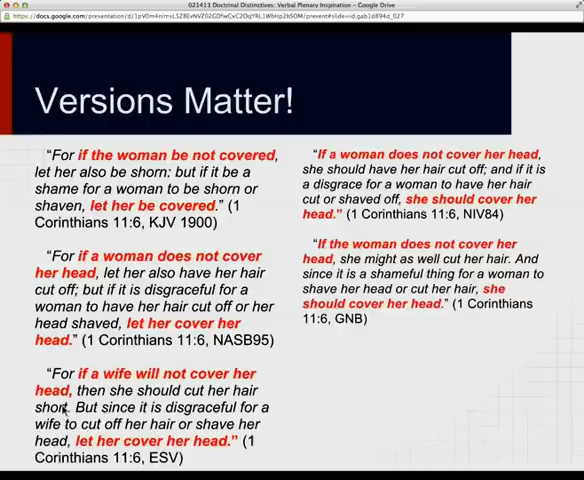 021413 Doctrinal Distinctives: Verbal Plenary Inspiration – Google Drive
Versions Matter!
“For if the woman be not covered,
let her also be shorn: but if it be a
shame for a woman to be shorn or
shaven, let her be covered.” (1
Corinthians 11:6, KJV 1900)
“For if a woman does not cover
her head, let her also have her hair
cut off; but if it is disgraceful for a
woman to have her hair cut off or her
head shaved, let her cover her
head.” (1 Corinthians 11:6, NASB95)
“For if a wife will not cover her
head, then she should cut her hair
short. But since it is disgraceful for a
wife to cut off her hair or shave her
head, let her cover her head.” (1
Corinthians 11:6, ESV)
“If a woman does not cover her head,
she should have her hair cut off; and if it is
a disgrace for a woman to have her hair
cut or shaved off, she should cover her
head.” (1 Corinthians 11:6, NIV84)
“If the woman does not cover her
head, she might as well cut her hair. And
since it is a shameful thing for a woman to
shave her head or cut her hair, she
should cover her head.” (1 Corinthians
11:6, GNB)